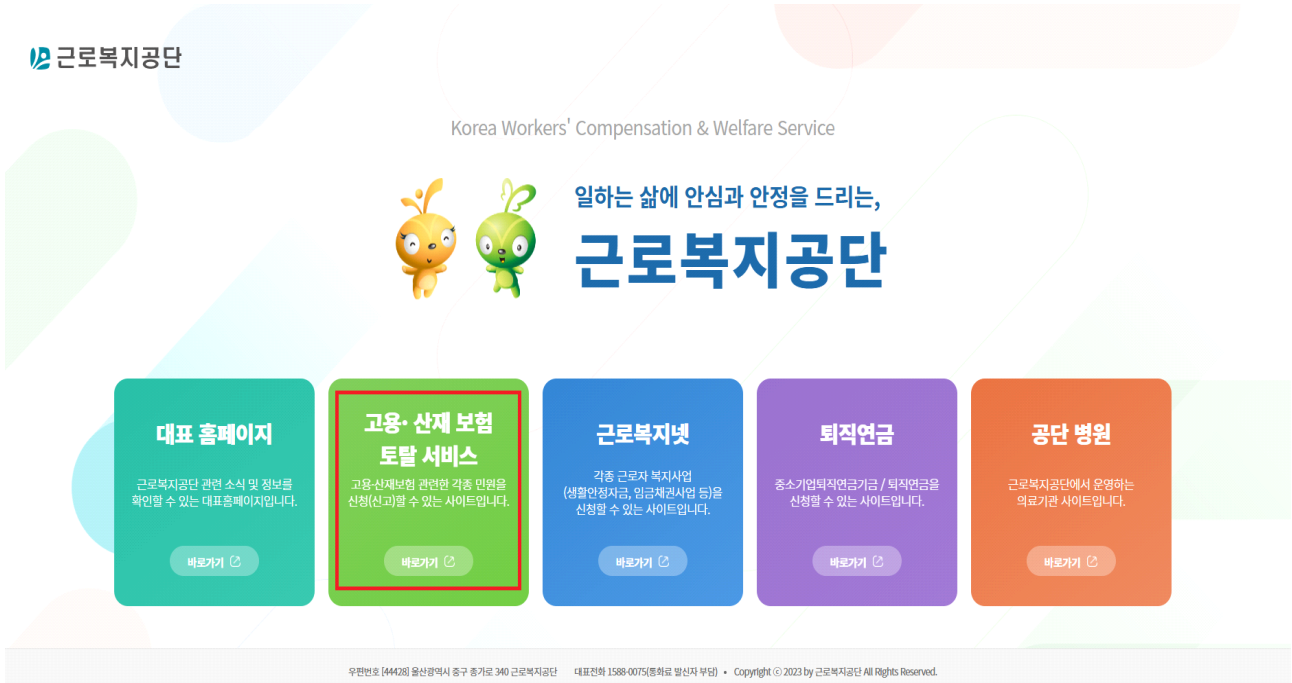 근로복지공단
Korea Workers' Compensation & Welfare Service
일하는 삶에 안심과 안정을 드리는,
근로복지공단
대표 홈페이지
근로복지공단 관련 소식 및 정보를
확인할 수 있는 대표홈페이지입니다.
바로가기
고용· 산재 보험
토탈 서비스
고용·산재보험 관련한 각종 민원을
신청(신고)할 수 있는 사이트입니다.
바로가기
근로복지넷
각종 근로자 복지사업
(생활안정자금, 임금채권사업 등)을
신청할 수 있는 사이트입니다.
바로가기
퇴직연금
중소기업퇴직연금기금 / 퇴직연금을
신청할 수 있는 사이트입니다.
바로가기
공단 병원
근로복지공단에서 운영하는
의료기관 사이트입니다.
바로가기
우편번호 [44428] 울산광역시 중구 종가로 340 근로복지공단 대표전화 1588-0075(통화료 발신자 부담) • Copyright ⓒ 2023 by 근로복지공단 All Rights Reserved.